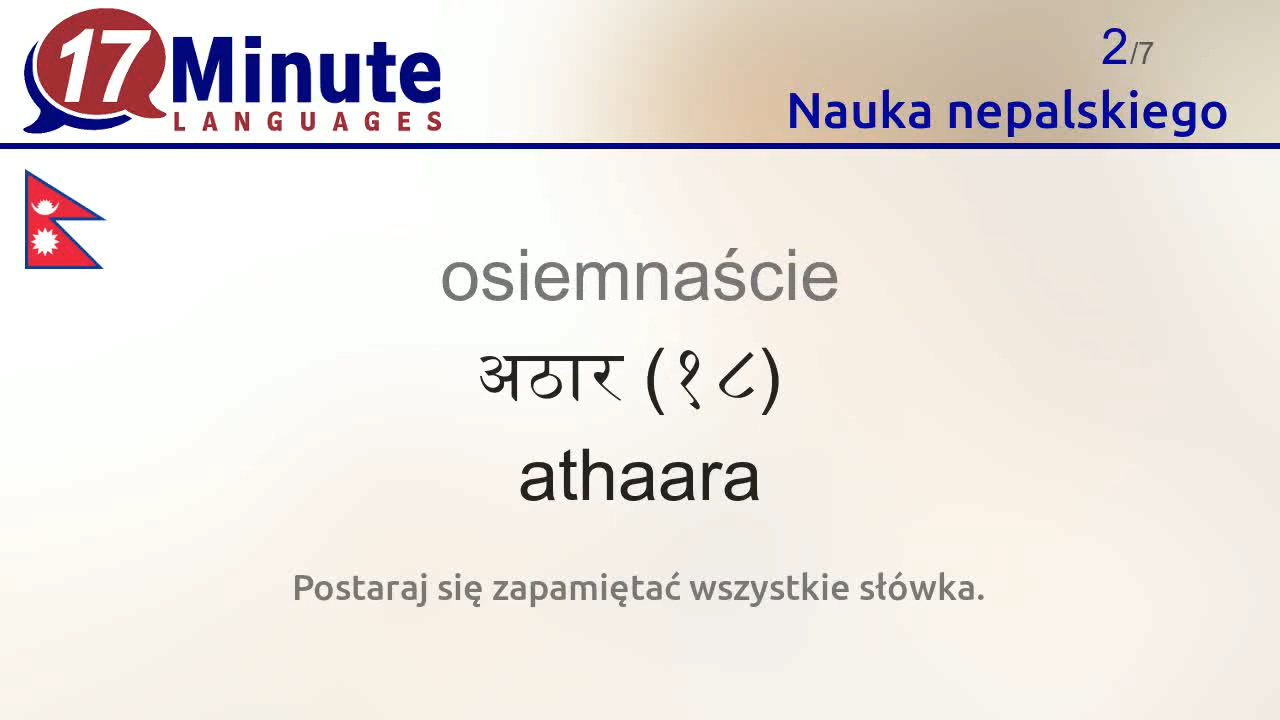 17 Minute
LANGUAGES
2/7
Nauka nepalskiego
osiemnaście
अठार (१८)
athaara
Postaraj się zapamiętać wszystkie słówka.